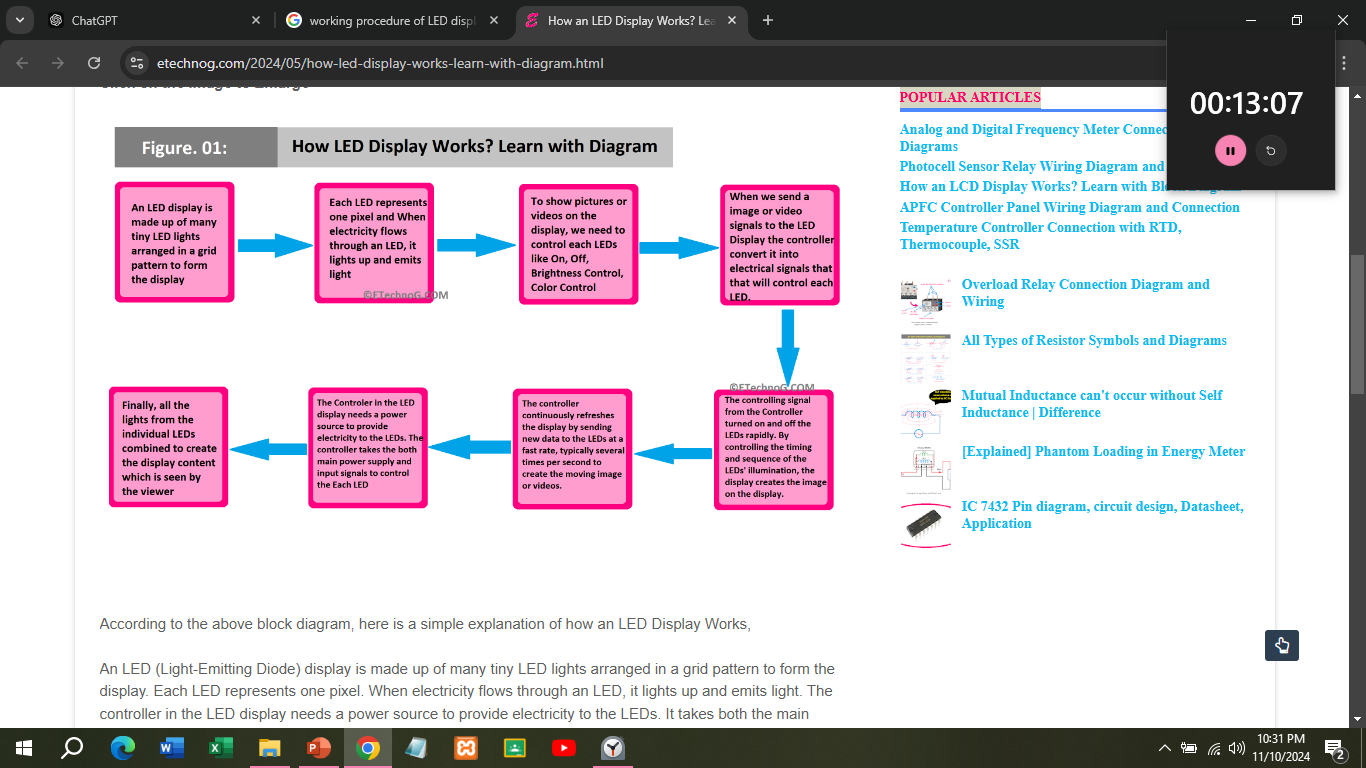 ChatGPT
working procedure of LED displ
How an LED Display Works? Lea
etechnog.com/2024/05/how-led-display-works-learn-with-diagram.html
00:13:07
Figure. 01:
How LED Display Works? Learn with Diagram
An LED display is
made up of many
tiny LED lights
arranged in a grid
pattern to form
the display
Each LED represents
one pixel and When
electricity flows
through an LED, it
lights up and emits
light
©ETechnoG.COM
To show pictures or
videos on the
display, we need to
control each LEDs
like On, Off,
Brightness Control,
Color Control
When we send a
image or video
signals to the LED
Display the controller
convert it into
electrical signals that
that will control each
LED.
©ETechnoG.COM
The controlling signal
from the Controller
turned on and off the
LEDs rapidly. By
controlling the timing
and sequence of the
LEDs' illumination, the
display creates the image
on the display.
The controller
continuously refreshes
the display by sending
new data to the LEDs at a
fast rate, typically several
times per second to
create the moving image
or videos.
The Controler in the LED
display needs a power
source to provide
electricity to the LEDs. The
controller takes the both
main power supply and
input signals to control
the Each LED
Finally, all the
lights from the
individual LEDs
combined to create
the display content
which is seen by
the viewer
According to the above block diagram, here is a simple explanation of how an LED Display Works,
An LED (Light-Emitting Diode) display is made up of many tiny LED lights arranged in a grid pattern to form the
display. Each LED represents one pixel. When electricity flows through an LED, it lights up and emits light. The
controller in the LED display needs a power source to provide electricity to the LEDs. It takes both the main
POPULAR ARTICLES
Analog and Digital Frequency Meter Connec
Diagrams
Photocell Sensor Relay Wiring Diagram and
How an LCD Display Works? Learn with Block Diagram
APFC Controller Panel Wiring Diagram and Connection
Temperature Controller Connection with RTD,
Thermocouple, SSR
Overload Relay Connection Diagram and
Wiring
All Types of Resistor Symbols and Diagrams
Mutual Inductance can't occur without Self
Inductance | Difference
[Explained] Phantom Loading in Energy Meter
IC 7432 Pin diagram, circuit design, Datasheet,
Application
10:31 PM
11/10/2024
2